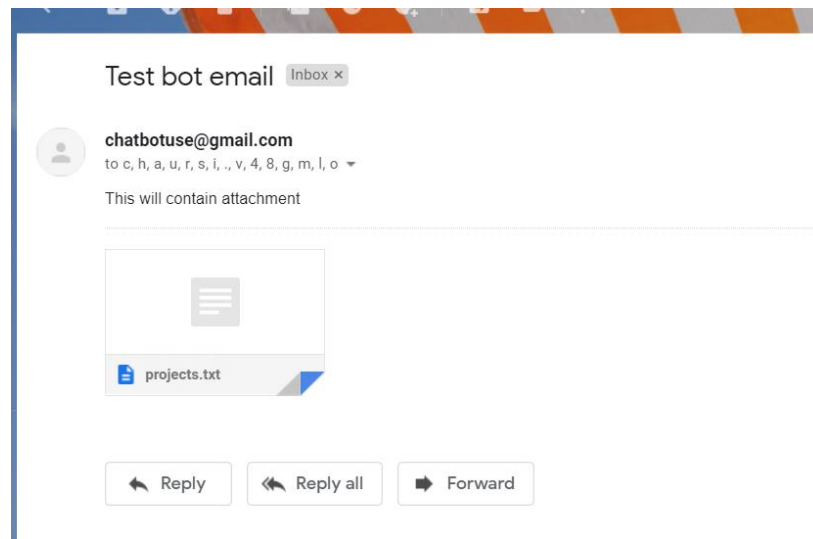 Test bot email Inbox ×
chatbotuse@gmail.com
to c, h, a, u, r, s, i, ., v, 4, 8, g, m, l, o
This will contain attachment
projects.txt
Reply Reply all Forward